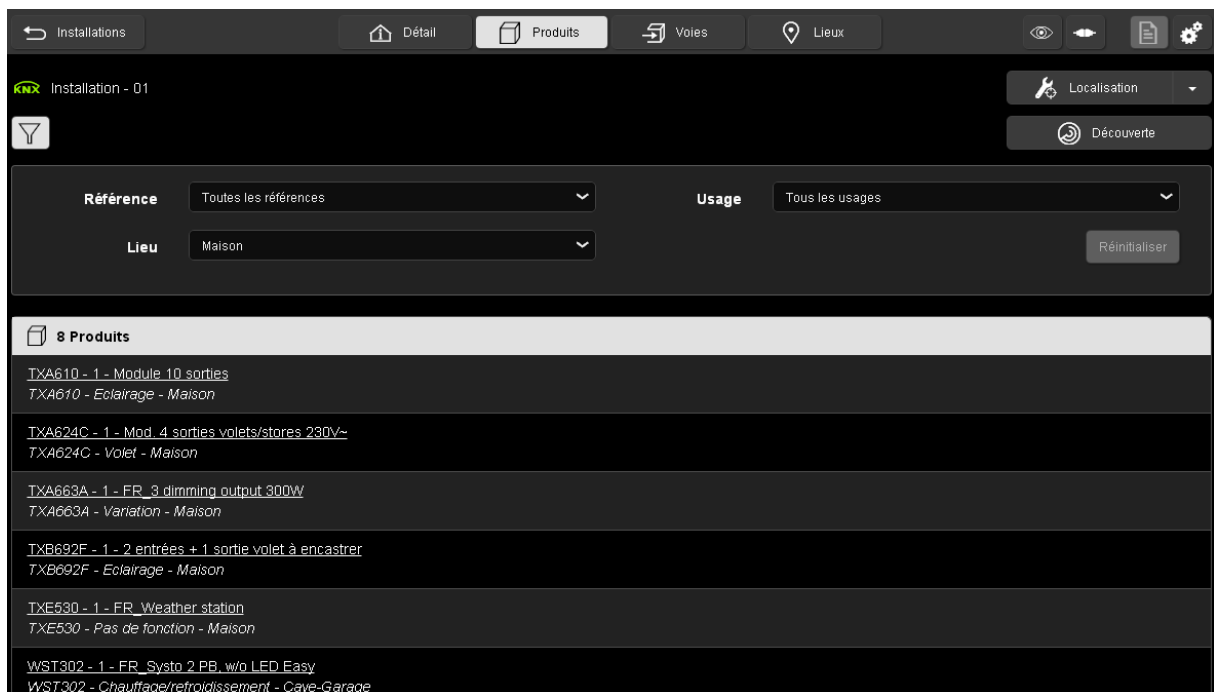 Installations
Détail
Produits
Voies
Lieux
KNX Installation - 01
Localisation
Découverte
Référence Toutes les références
Usage Tous les usages
Lieu Maison
Réinitialiser
8 Produits
TXA610 - 1 - Module 10 sorties
TXA610 - Eclairage - Maison
TXA624C - 1 - Mod. 4 sorties volets/stores 230V~
TXA624C - Volet - Maison
TXA663A - 1 - FR_3 dimming output 300W
TXA663A - Variation - Maison
TXB692F - 1 - 2 entrées + 1 sortie volet à encastrer
TXB692F - Eclairage - Maison
TXE530 - 1 - FR_Weather station
TXE530 - Pas de fonction - Maison
WST302 - 1 - FR_Systo 2 PB, w/o LED Easy
WST302 - Chauffage/refroidissement - Cave-Garage